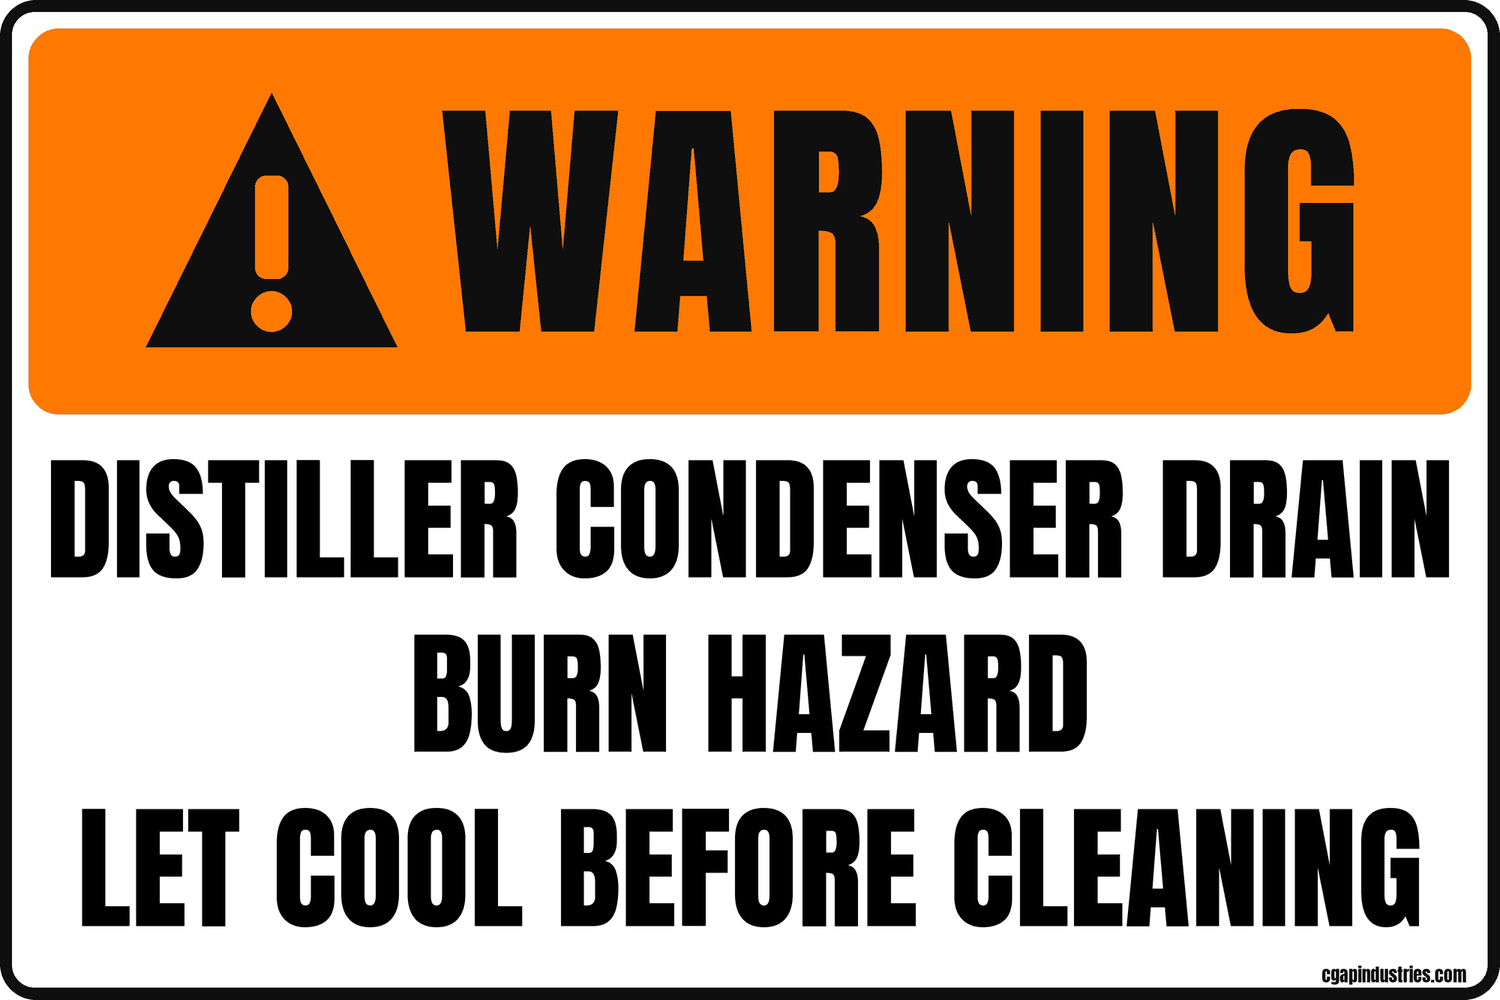 WARNING
DISTILLER CONDENSER DRAIN
BURN HAZARD
LET COOL BEFORE CLEANING
cgapindustries.com